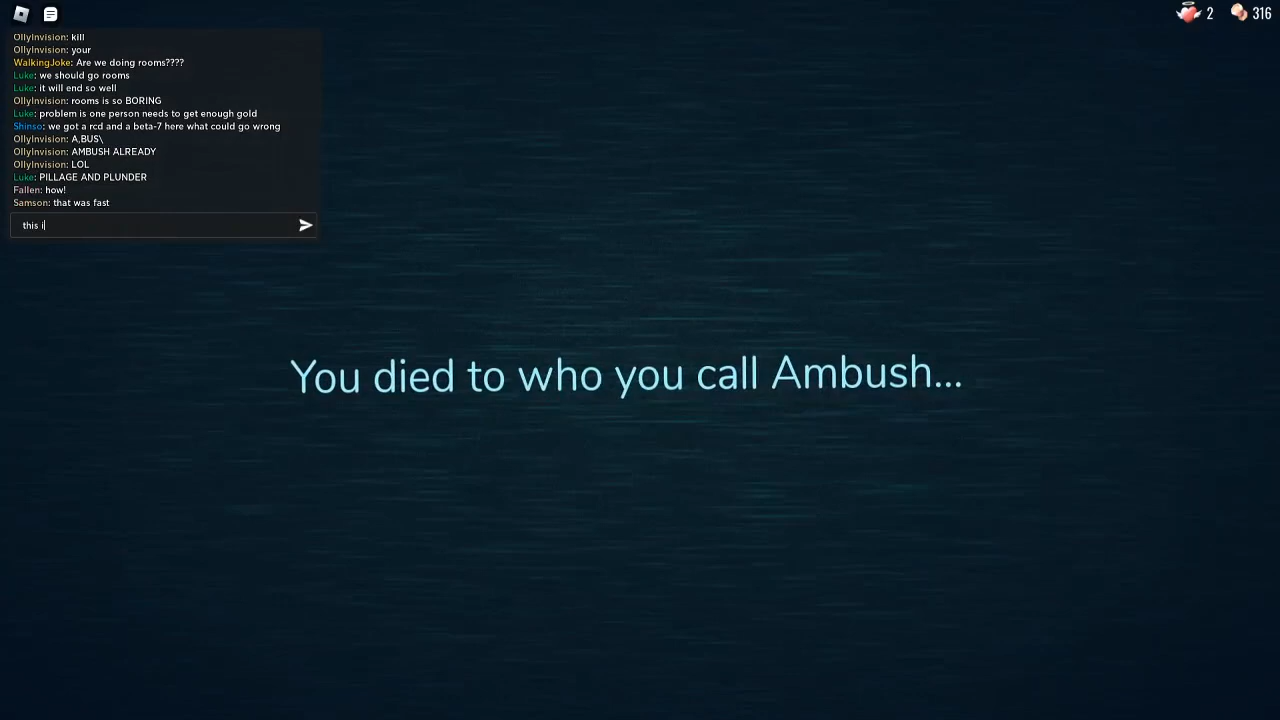 2
316
OllyInvision: kill
OllyInvision: your
WalkingJoke: Are we doing rooms????
Luke: we should go rooms
Luke: it will end so well
OllyInvision: rooms is so BORING
Luke: problem is one person needs to get enough gold
Shinso: we got a rcd and a beta-7 here what could go wrong
OllyInvision: A,BUS\
OllyInvision: AMBUSH ALREADY
OllyInvision: LOL
Luke: PILLAGE AND PLUNDER
Fallen: how!
Samson: that was fast
this i
You died to who you call Ambush...